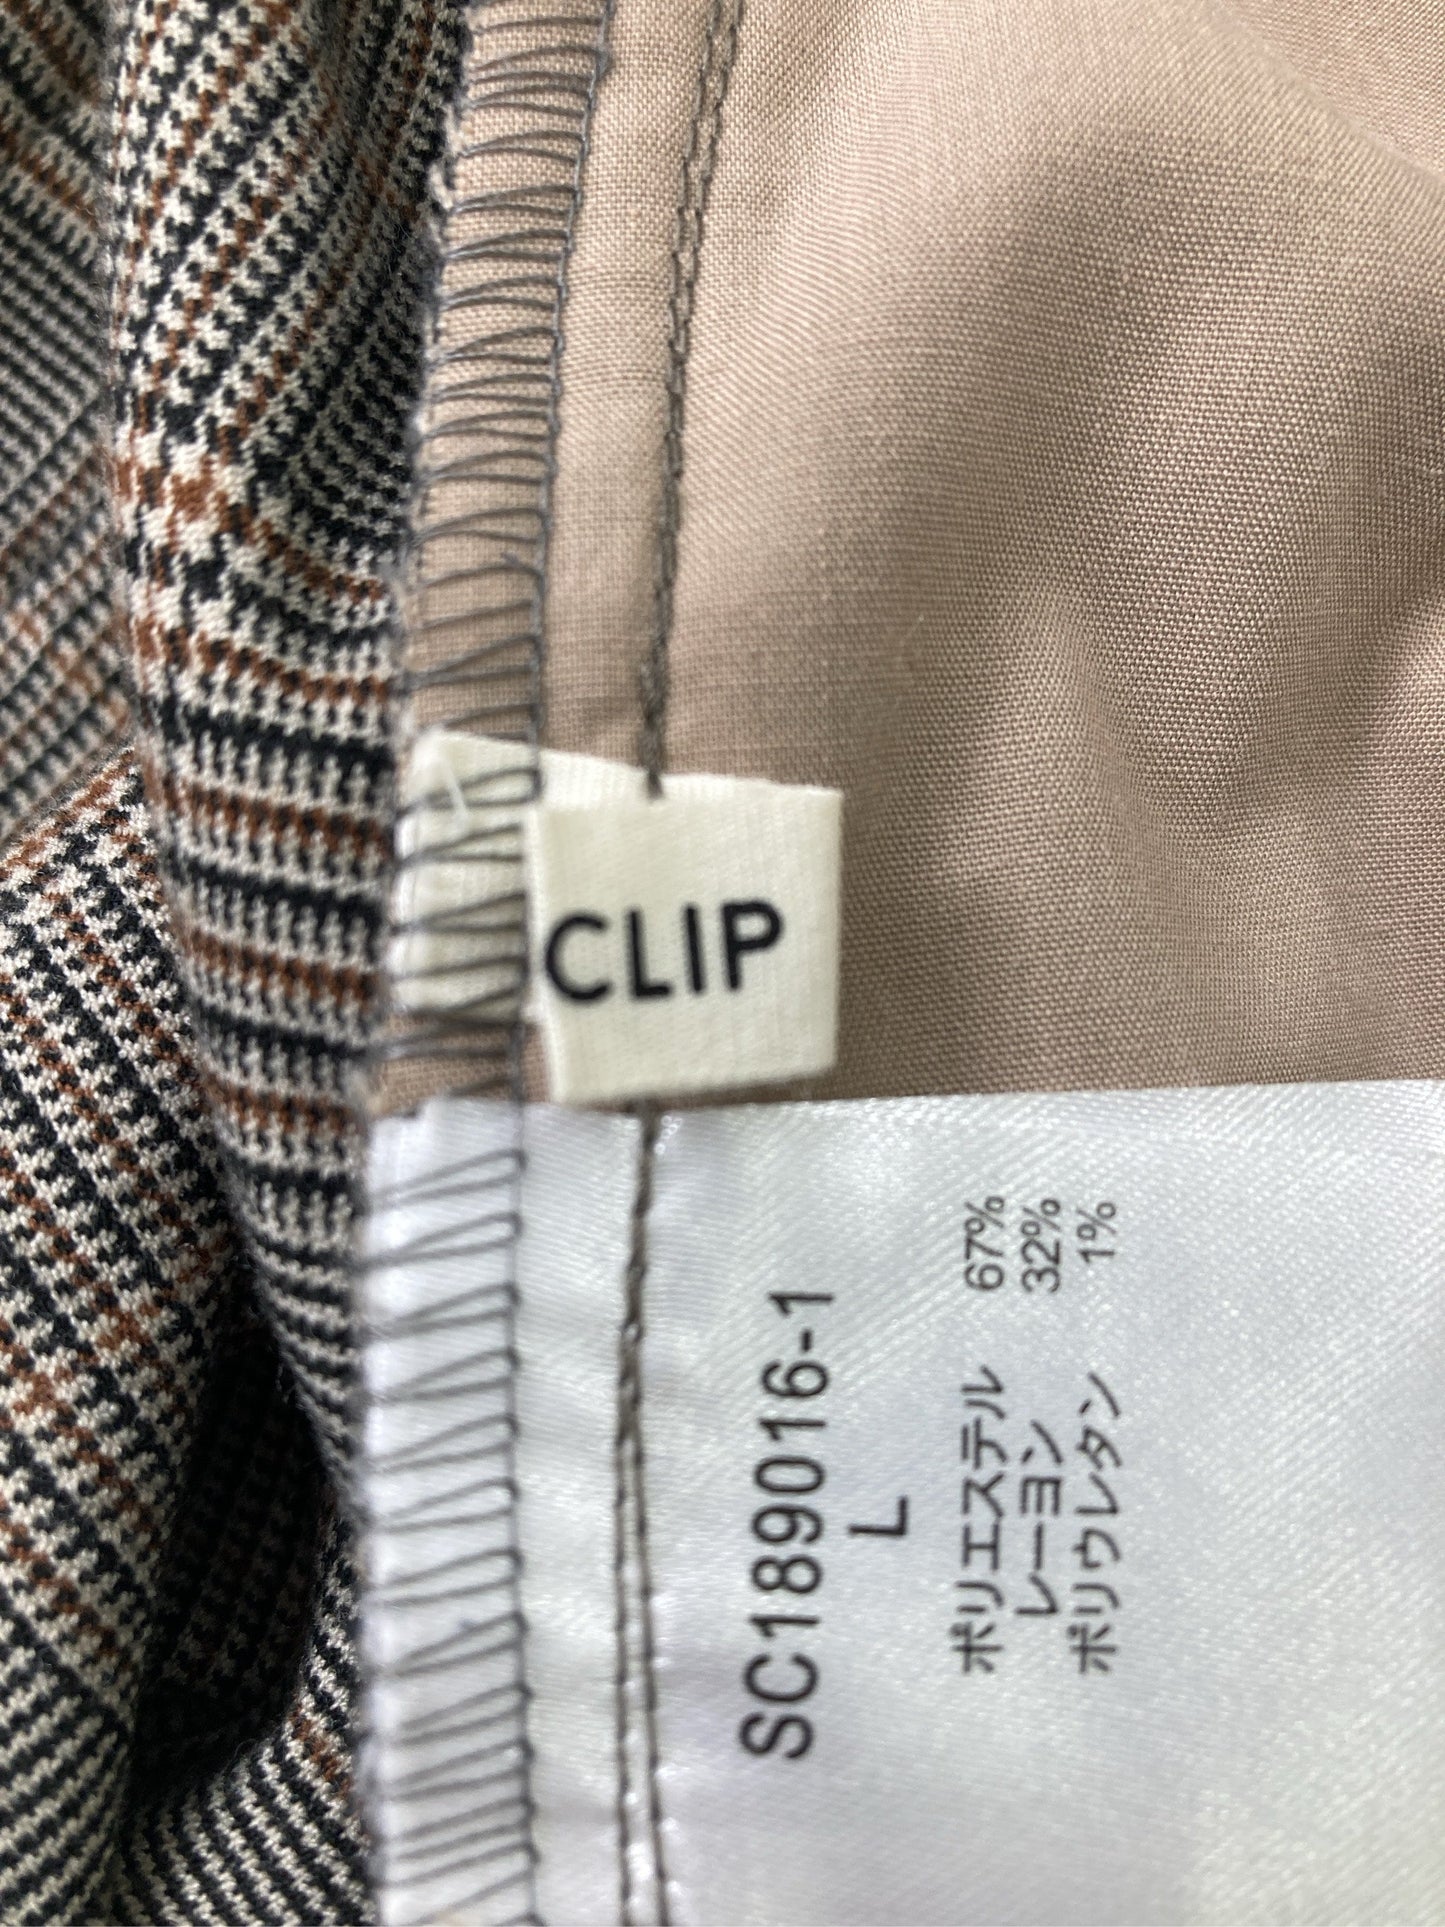 CLIP
SC189016-1
L
ポリエステル 67%
レーヨン 32%
ポリウレタン 1%